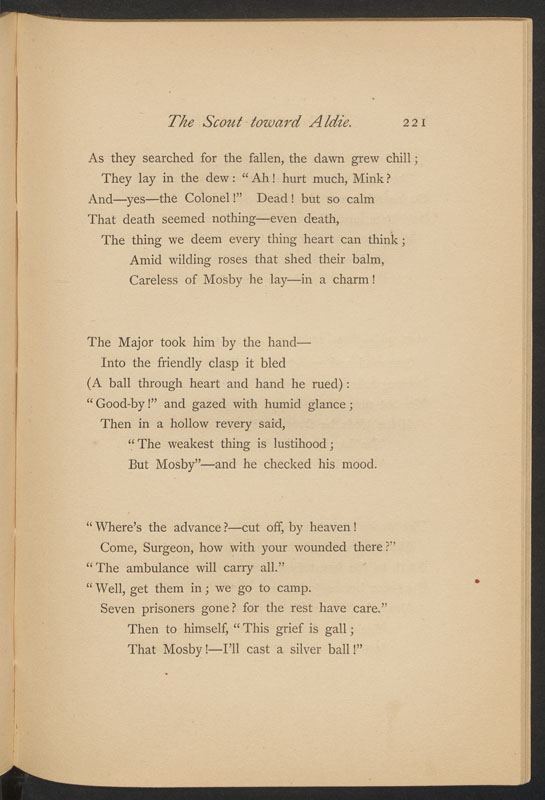 The Scout toward Aldie. 221
As they searched for the fallen, the dawn grew chill;
They lay in the dew: "Ah! hurt much, Mink?
And—yes—the Colonel!" Dead! but so calm
That death seemed nothing—even death,
The thing we deem every thing heart can think;
Amid wilding roses that shed their balm,
Careless of Mosby he lay—in a charm!
The Major took him by the hand—
Into the friendly clasp it bled
(A ball through heart and hand he rued):
"Good-by!" and gazed with humid glance;
Then in a hollow revery said,
"The weakest thing is lustihood;
But Mosby"—and he checked his mood.
"Where's the advance?—cut off, by heaven!
Come, Surgeon, how with your wounded there?"
"The ambulance will carry all."
"Well, get them in; we go to camp.
Seven prisoners gone? for the rest have care."
Then to himself, "This grief is gall;
That Mosby!—I'll cast a silver ball!"